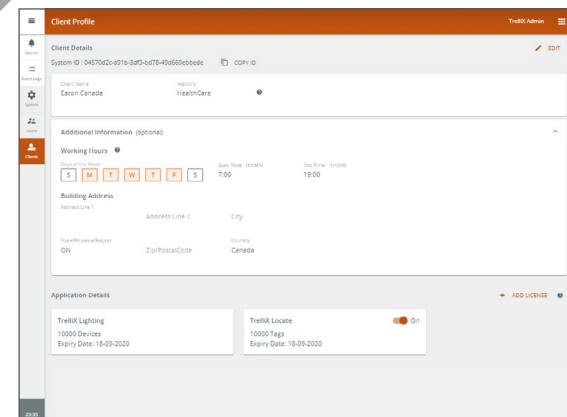 Client Profile
TrelliX Admin
Alarms
Event Logs
System
Users
Clients
Client Details
EDIT
System ID : 04570d2c-a91b-3df3-bd78-49d660ebbede COPY ID
Client Name
Industry
Eaton Canada
HealthCare
Additional Information (optional)
Working Hours
Days of the Week
Start Time - HH:MM
End Time - HH:MM
S M T W T F S
7:00
19:00
Building Address
Address Line 1
Address Line 2
City
State/Province/Region
Country
ON
Zip/PostalCode
Canada
Application Details
+ ADD LICENSE
TrelliX Lighting
10000 Devices
Expiry Date: 18-09-2020
TrelliX Locate
On
10000 Tags
Expiry Date: 18-09-2020